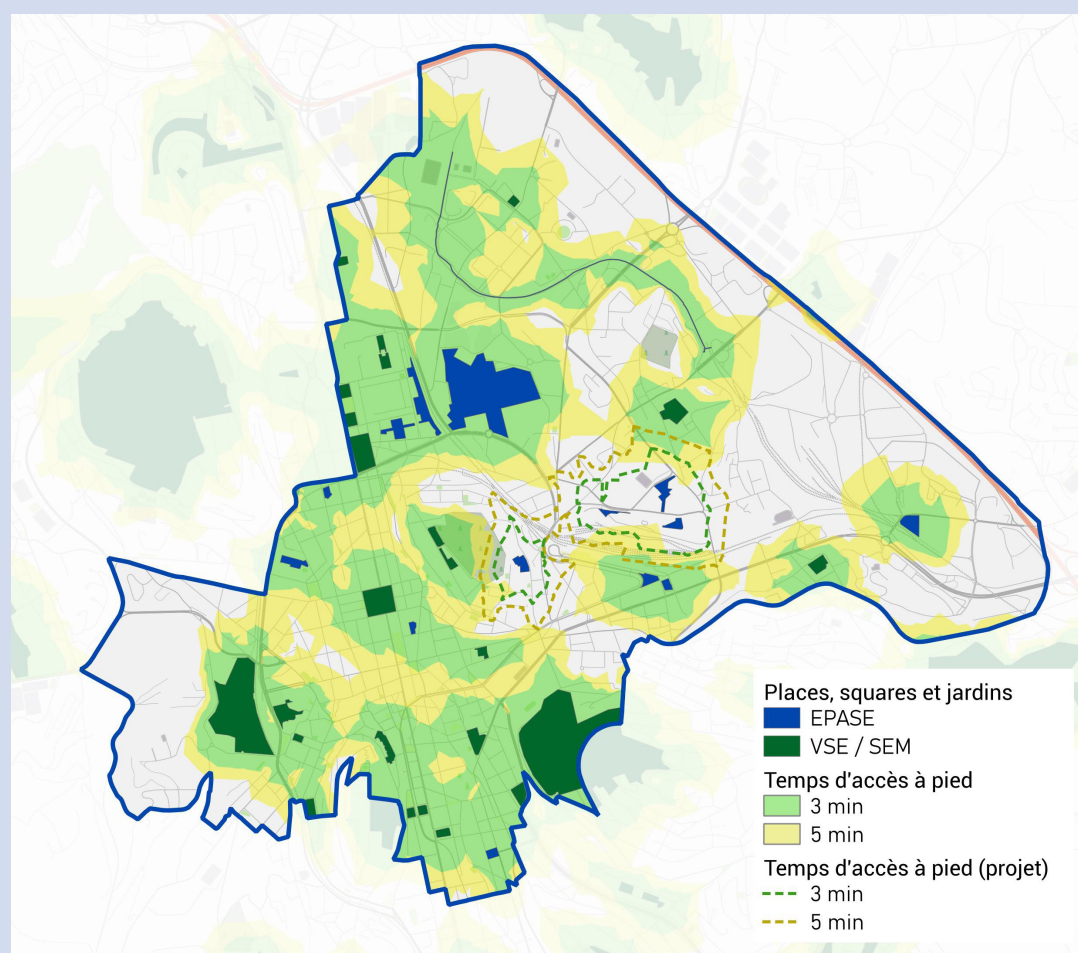 Places, squares et jardins
EPASE
VSE / SEM
Temps d'accès à pied
3 min
5 min
Temps d'accès à pied (projet)
3 min
5 min